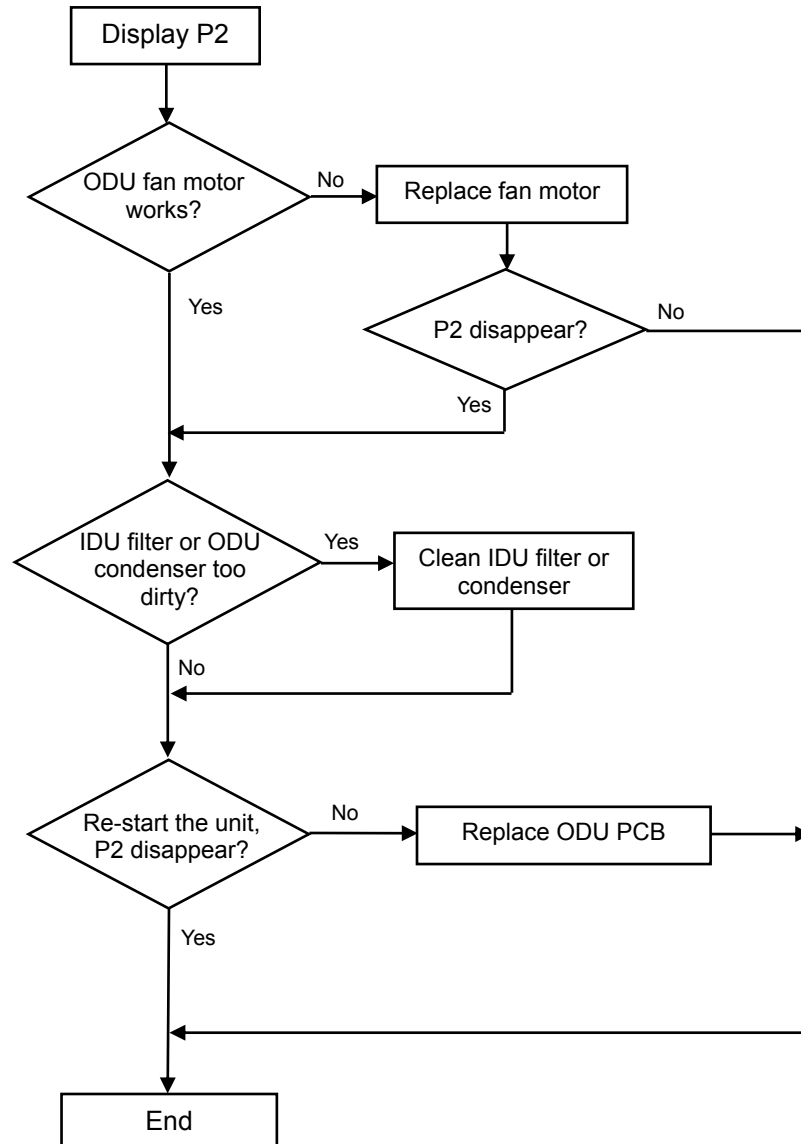 Display P2
ODU fan motor
works?
No
Replace fan motor
Yes
P2 disappear?
No
Yes
IDU filter or ODU
condenser too
dirty?
Yes
Clean IDU filter or
condenser
No
Re-start the unit,
P2 disappear?
No
Replace ODU PCB
Yes
End